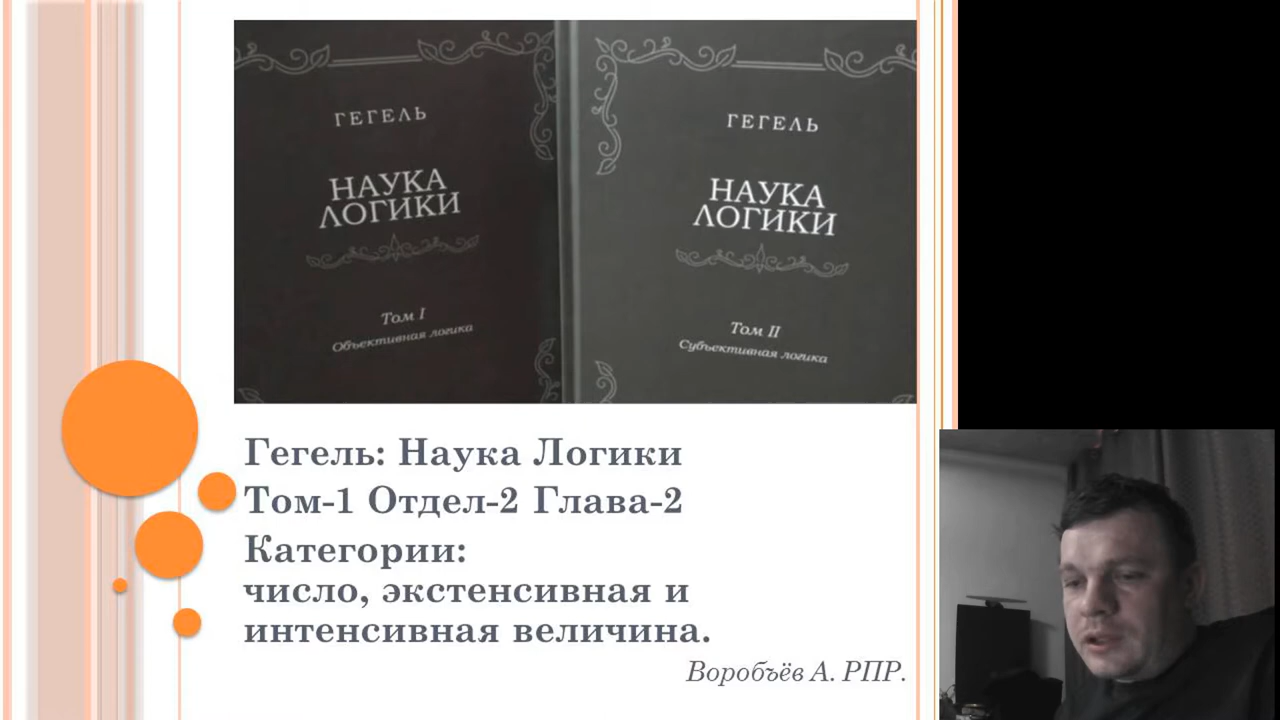 ГЕГЕЛЬ
НАУКА
ЛОГИКИ
Том I
Объективная логика
ГЕГЕЛЬ
НАУКА
ЛОГИКИ
Том II
Субъективная логика
Гегель: Наука Логики
Том-1 Отдел-2 Глава-2
Категории:
число, экстенсивная и
интенсивная величина.
Воробъёв А. РПР.